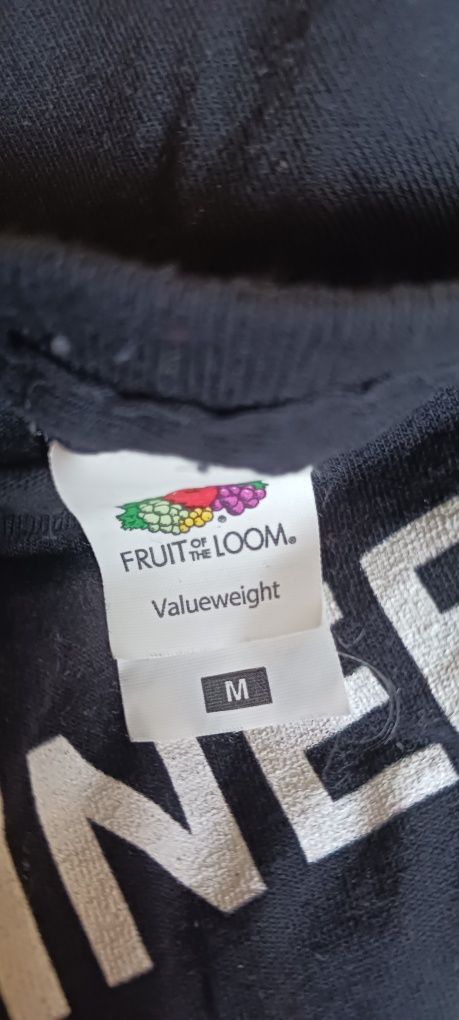 FRUIT OF THE LOOM®
Valueweight
M
INE